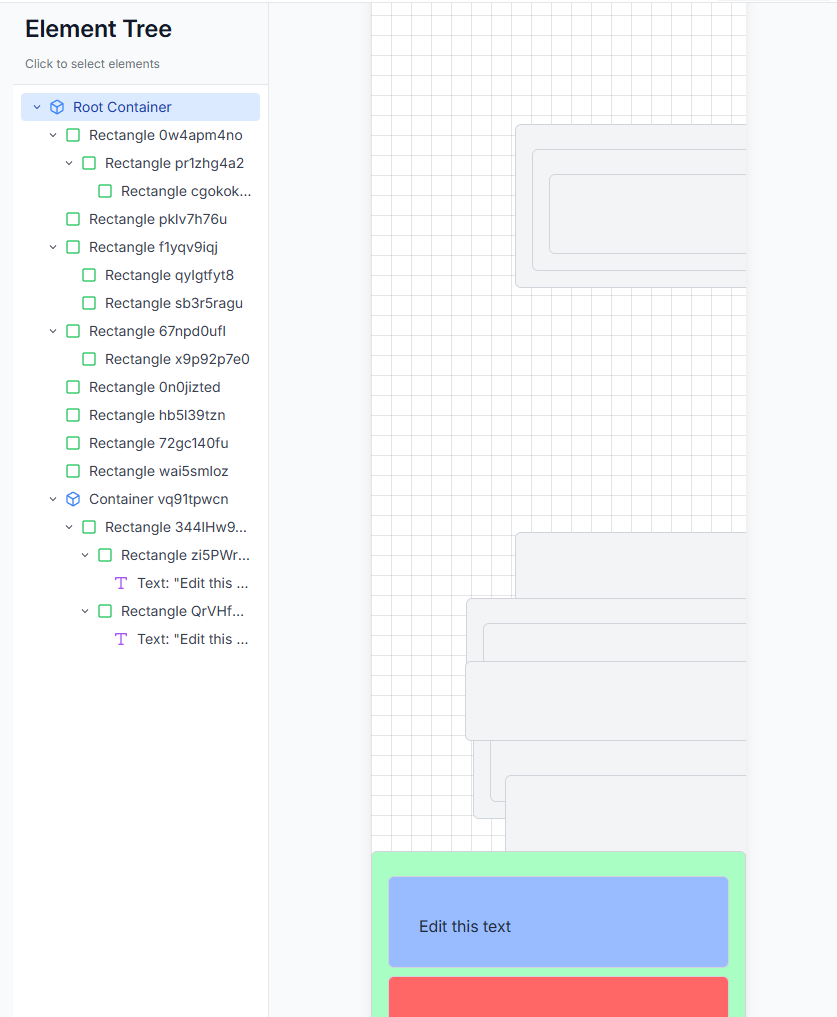 Element Tree
Click to select elements
Root Container
Rectangle 0w4apm4no
Rectangle pr1zhg4a2
Rectangle cgokok...
Rectangle pklv7h76u
Rectangle f1yqv9iqj
Rectangle qylgtfyt8
Rectangle sb3r5ragu
Rectangle 67npd0ufl
Rectangle x9p92p7e0
Rectangle 0n0jizted
Rectangle hb5l39tzn
Rectangle 72gc140fu
Rectangle wai5smloz
Container vq91tpwcn
Rectangle 344lHw9...
Rectangle zi5PWr...
Text: "Edit this ...
Rectangle QrVHf...
Text: "Edit this ...
Edit this text